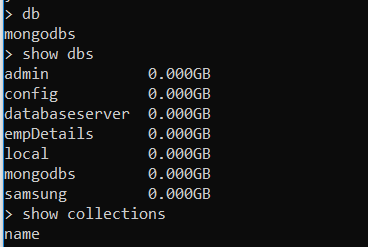 > db
mongodbs
> show dbs
admin 0.000GB
config 0.000GB
databaseserver 0.000GB
empDetails 0.000GB
local 0.000GB
mongodbs 0.000GB
samsung 0.000GB
> show collections
name